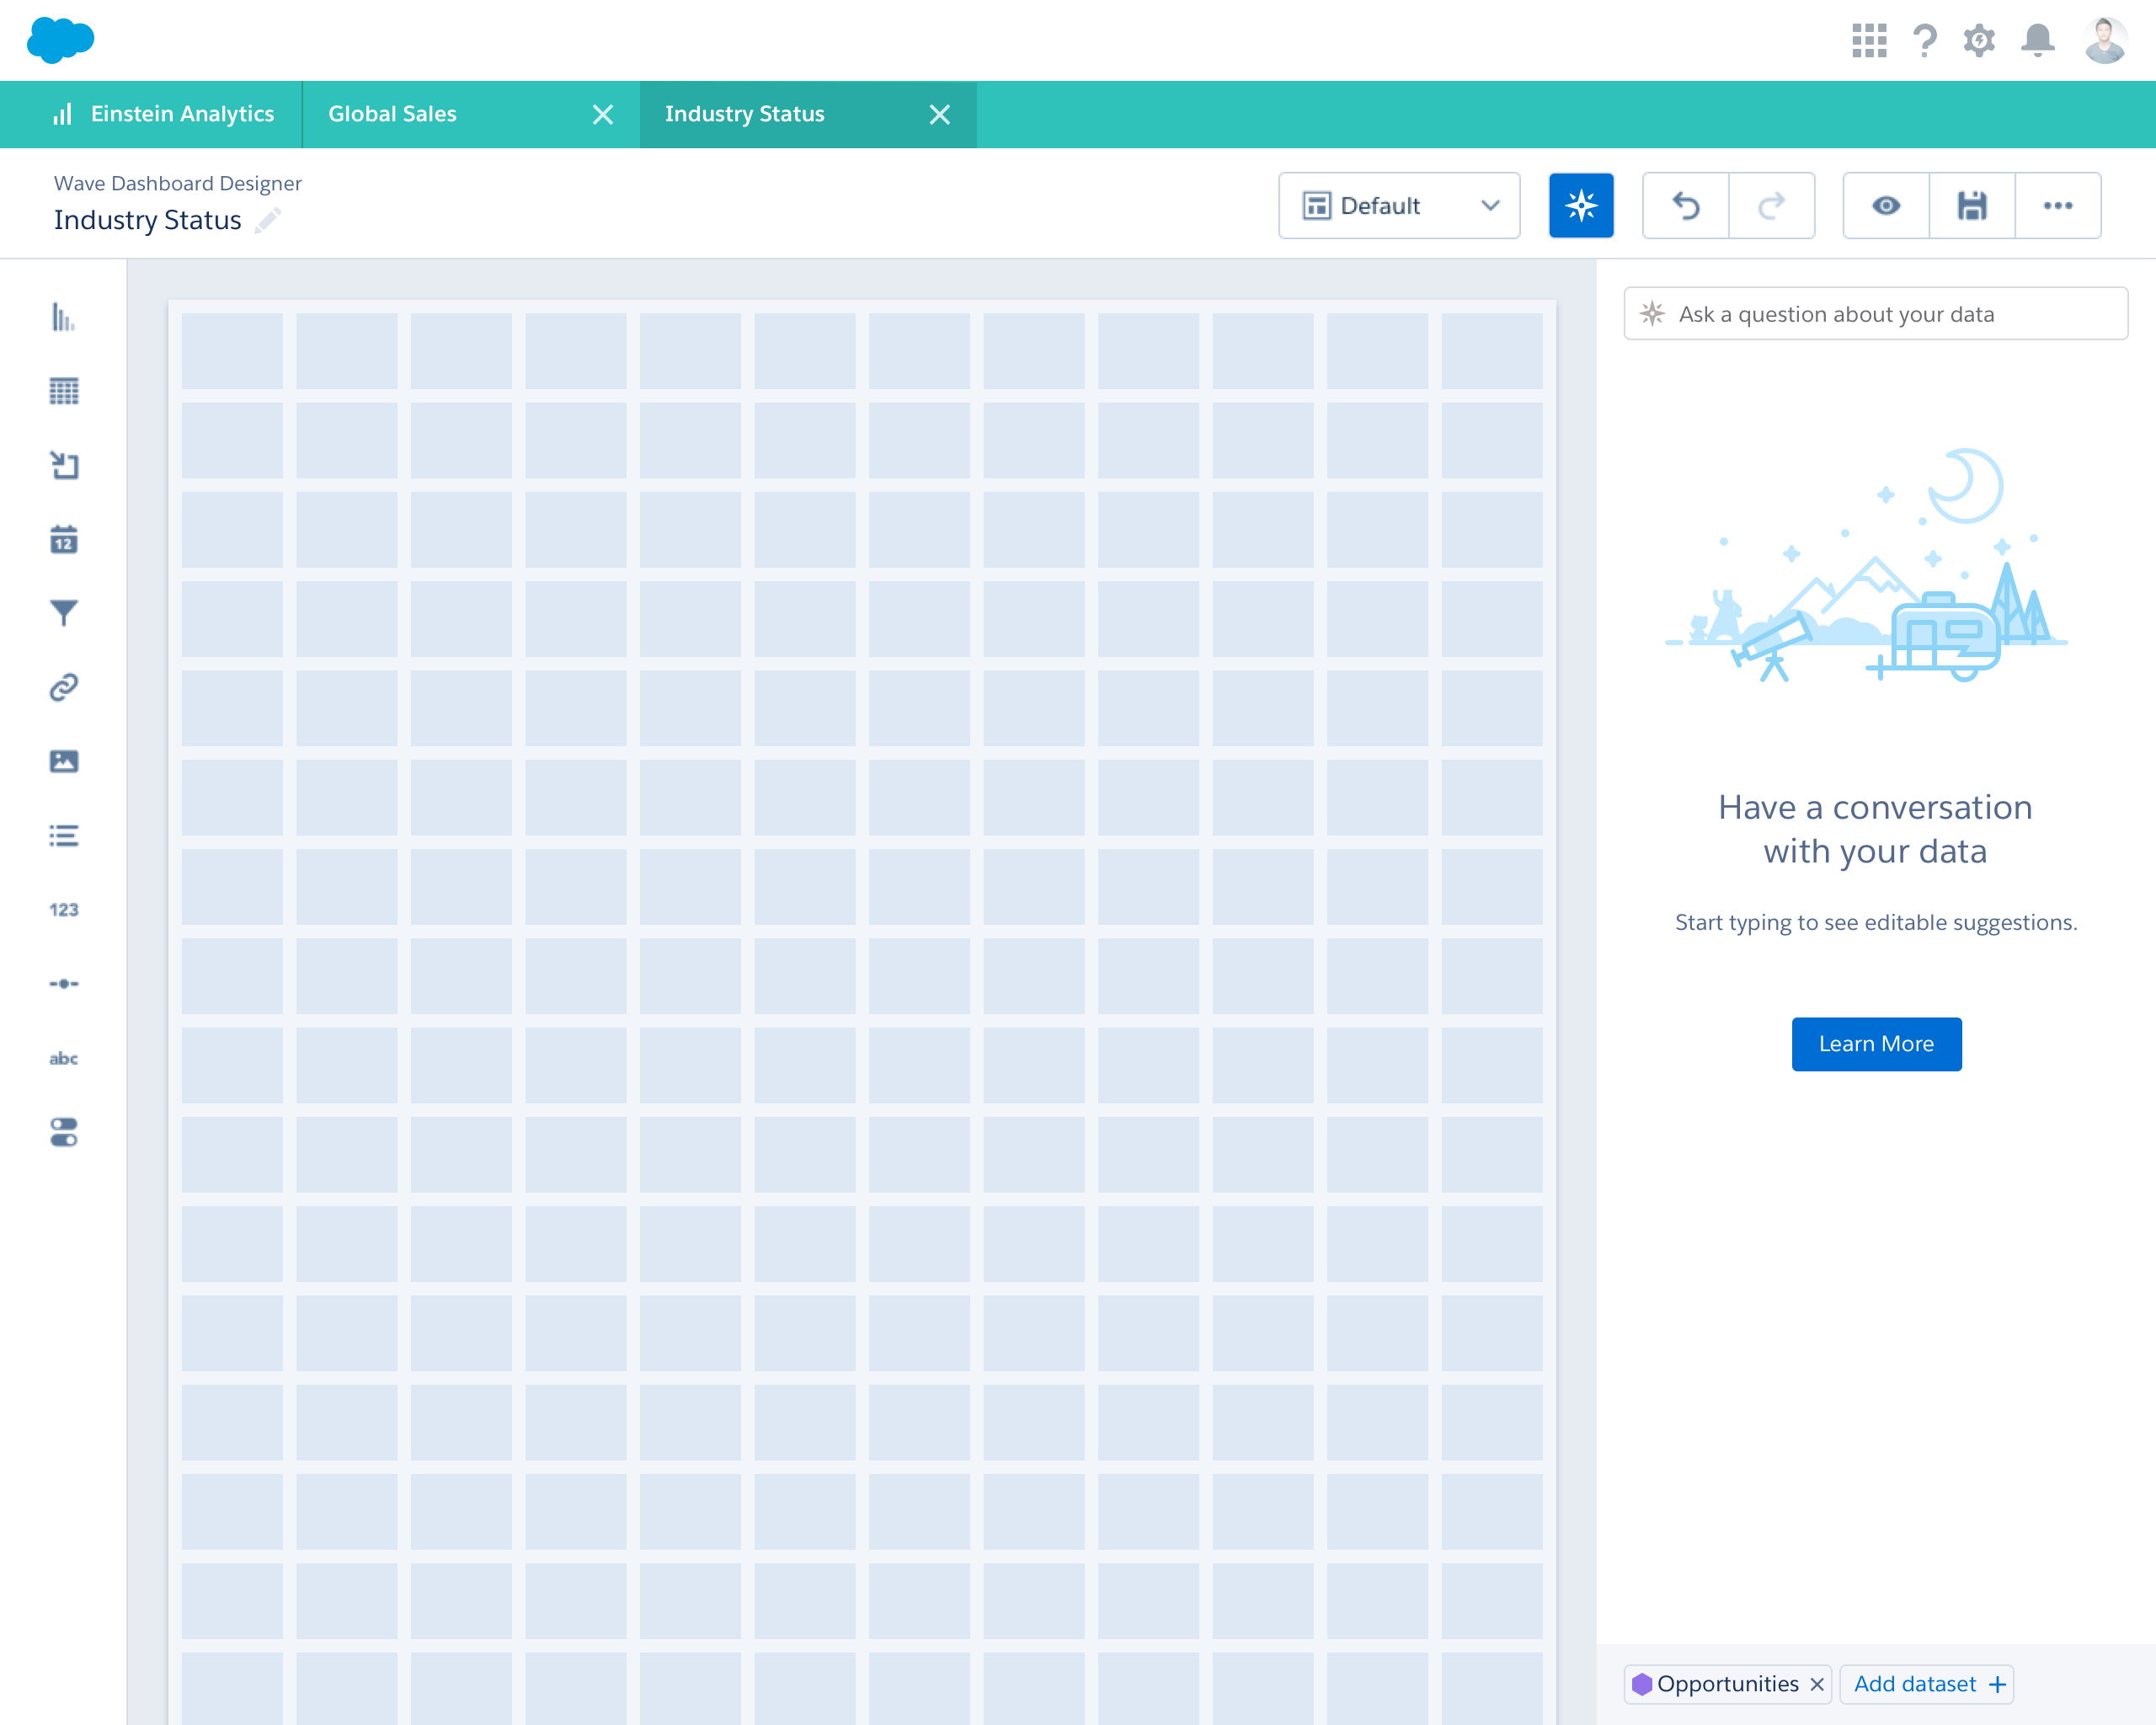 Einstein Analytics
Global Sales
Industry Status
Wave Dashboard Designer
Industry Status
Default
Ask a question about your data
12
Have a conversation
with your data
123
Start typing to see editable suggestions.
Learn More
abc
Opportunities
Add dataset